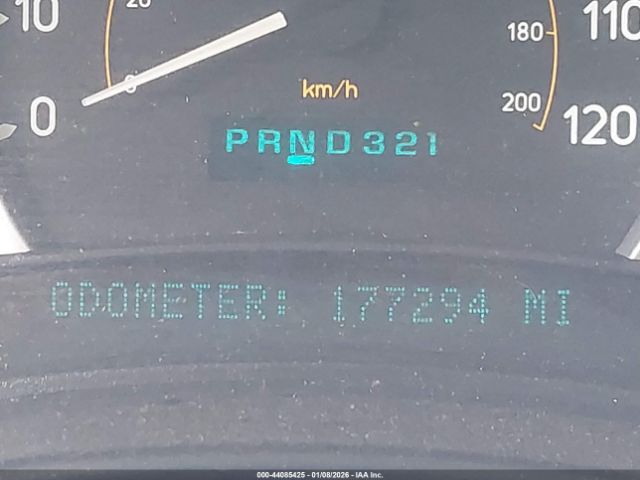 10 20 180 110
0 0 km/h 200 120
PRND321
ODOMETER: 177294 MI
000-44085425 - 01/08/2026 - IAA Inc.